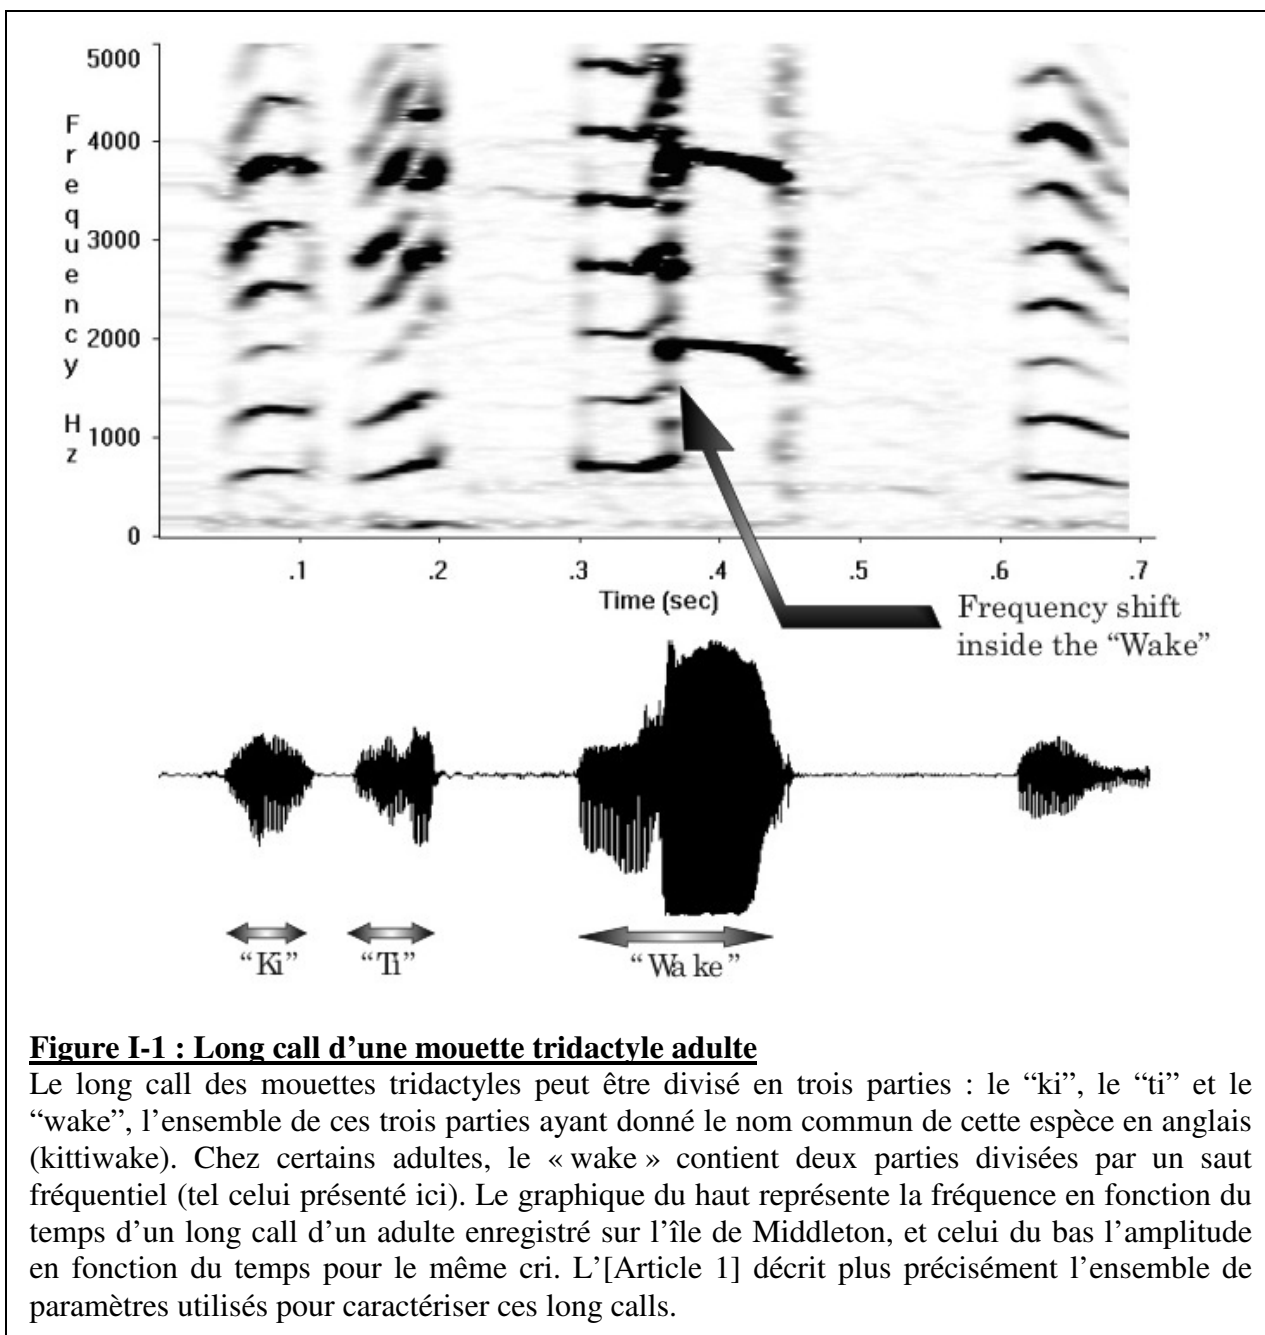 5000
4000
3000
2000
1000
0
Frequency Hz
.1 .2 .3 .4 .5 .6 .7
Time (sec)
Frequency shift
inside the “Wake”
“Ki” “Ti” “Wake”
Figure I-1 : Long call d’une mouette tridactyle adulte
Le long call des mouettes tridactyles peut être divisé en trois parties : le “ki”, le “ti” et le
“wake”, l’ensemble de ces trois parties ayant donné le nom commun de cette espèce en anglais
(kittiwake). Chez certains adultes, le « wake » contient deux parties divisées par un saut
fréquentiel (tel celui présenté ici). Le graphique du haut représente la fréquence en fonction du
temps d’un long call d’un adulte enregistré sur l’île de Middleton, et celui du bas l’amplitude
en fonction du temps pour le même cri. L’[Article 1] décrit plus précisément l’ensemble de
paramètres utilisés pour caractériser ces long calls.